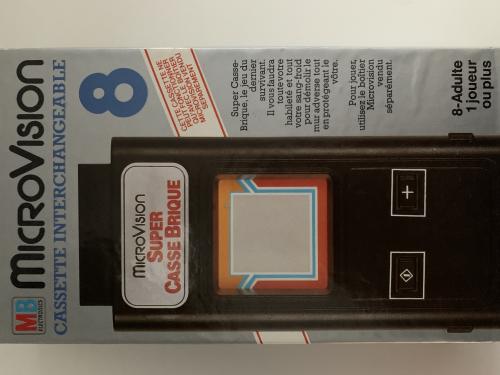 MB
ELECTRONICS
MICROVISION
CASSETTE INTERCHANGEABLE
8
CETTE CASSETTE NE
PEUT FONCTIONNER
QU'AVEC LE BOITIER
MICROVISION VENDU
SEPAREMENT
Super Casse-
Brique, le jeu du
dernier
survivant.
Il vous faudra
toute votre
habileté et tout
votre sang-froid
pour démolir le
mur adverse tout
en protégeant le
vôtre.
Pour jouer,
utilisez le boîtier
Microvision
vendu
séparément.
8-Adulte
1 joueur
ou plus
MICROVISION
SUPER
CASSE BRIQUE
+